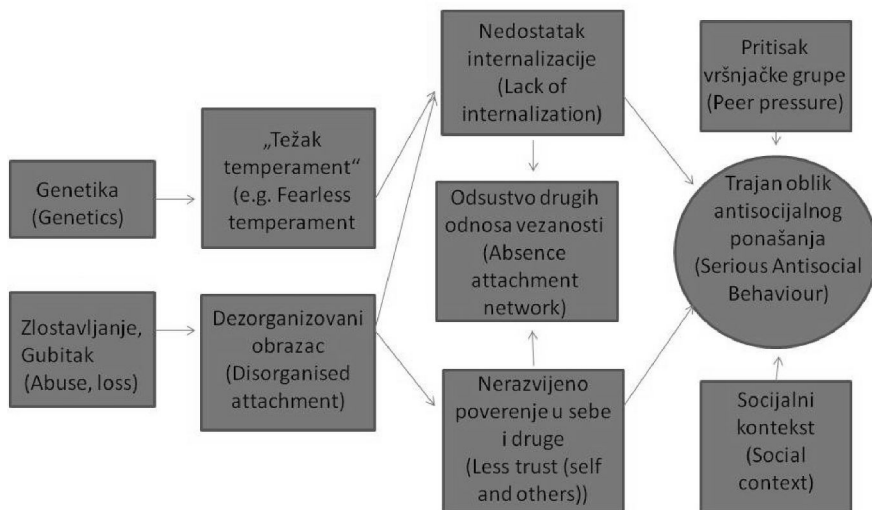 Genetika
(Genetics)
Zlostavljanje,
Gubitak
(Abuse, loss)
„Težak
temperament“
(e.g. Fearless
temperament
Dezorganizovani
obrazac
(Disorganised
attachment)
Nedostatak
internalizacije
(Lack of
internalization)
Odsustvo drugih
odnosa vezanosti
(Absence
attachment
network)
Nerazvijeno
poverenje u sebe
i druge
(Less trust (self
and others))
Pritisak
vršnjačke grupe
(Peer pressure)
Trajan oblik
antisocijalnog
ponašanja
(Serious Antisocial
Behaviour)
Socijalni
kontekst
(Social
context)